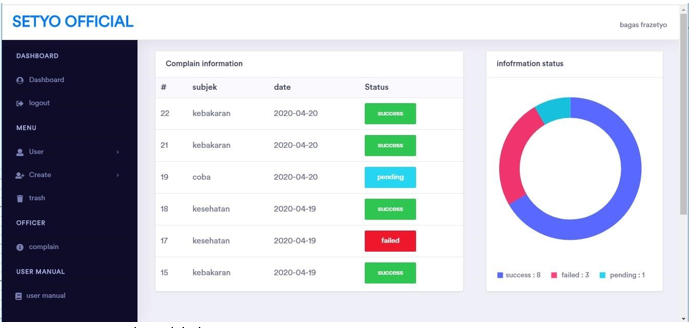 SETYO OFFICIAL
bagas frazetyo
DASHBOARD
Dashboard
logout
MENU
User
Create
trash
OFFICER
complain
USER MANUAL
user manual
Complain information
# subjek date Status
22 kebakaran 2020-04-20 success
21 kebakaran 2020-04-20 success
19 coba 2020-04-20 pending
18 kesehatan 2020-04-19 success
17 kesehatan 2020-04-19 failed
15 kebakaran 2020-04-19 success
infofrmation status
success : 8 failed : 3 pending : 1